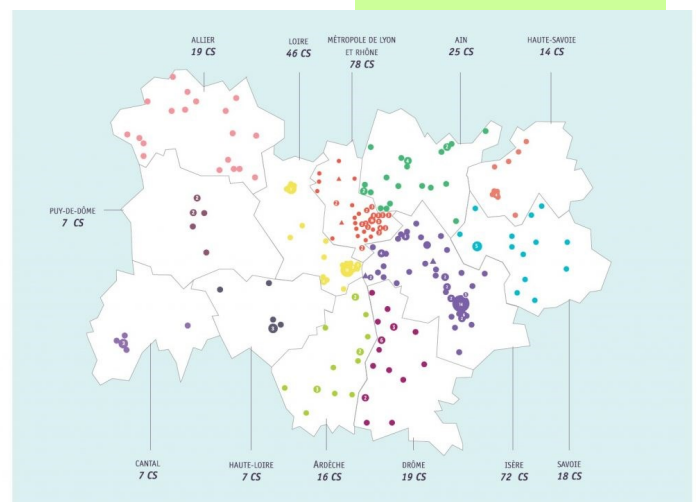 ALLIER
19 CS
LOIRE
46 CS
MÉTROPOLE DE LYON
ET RHÔNE
78 CS
AIN
25 CS
HAUTE-SAVOIE
14 CS
PUY-DE-DÔME
7 CS
CANTAL
7 CS
HAUTE-LOIRE
7 CS
ARDÈCHE
16 CS
DRÔME
19 CS
ISÈRE
72 CS
SAVOIE
18 CS